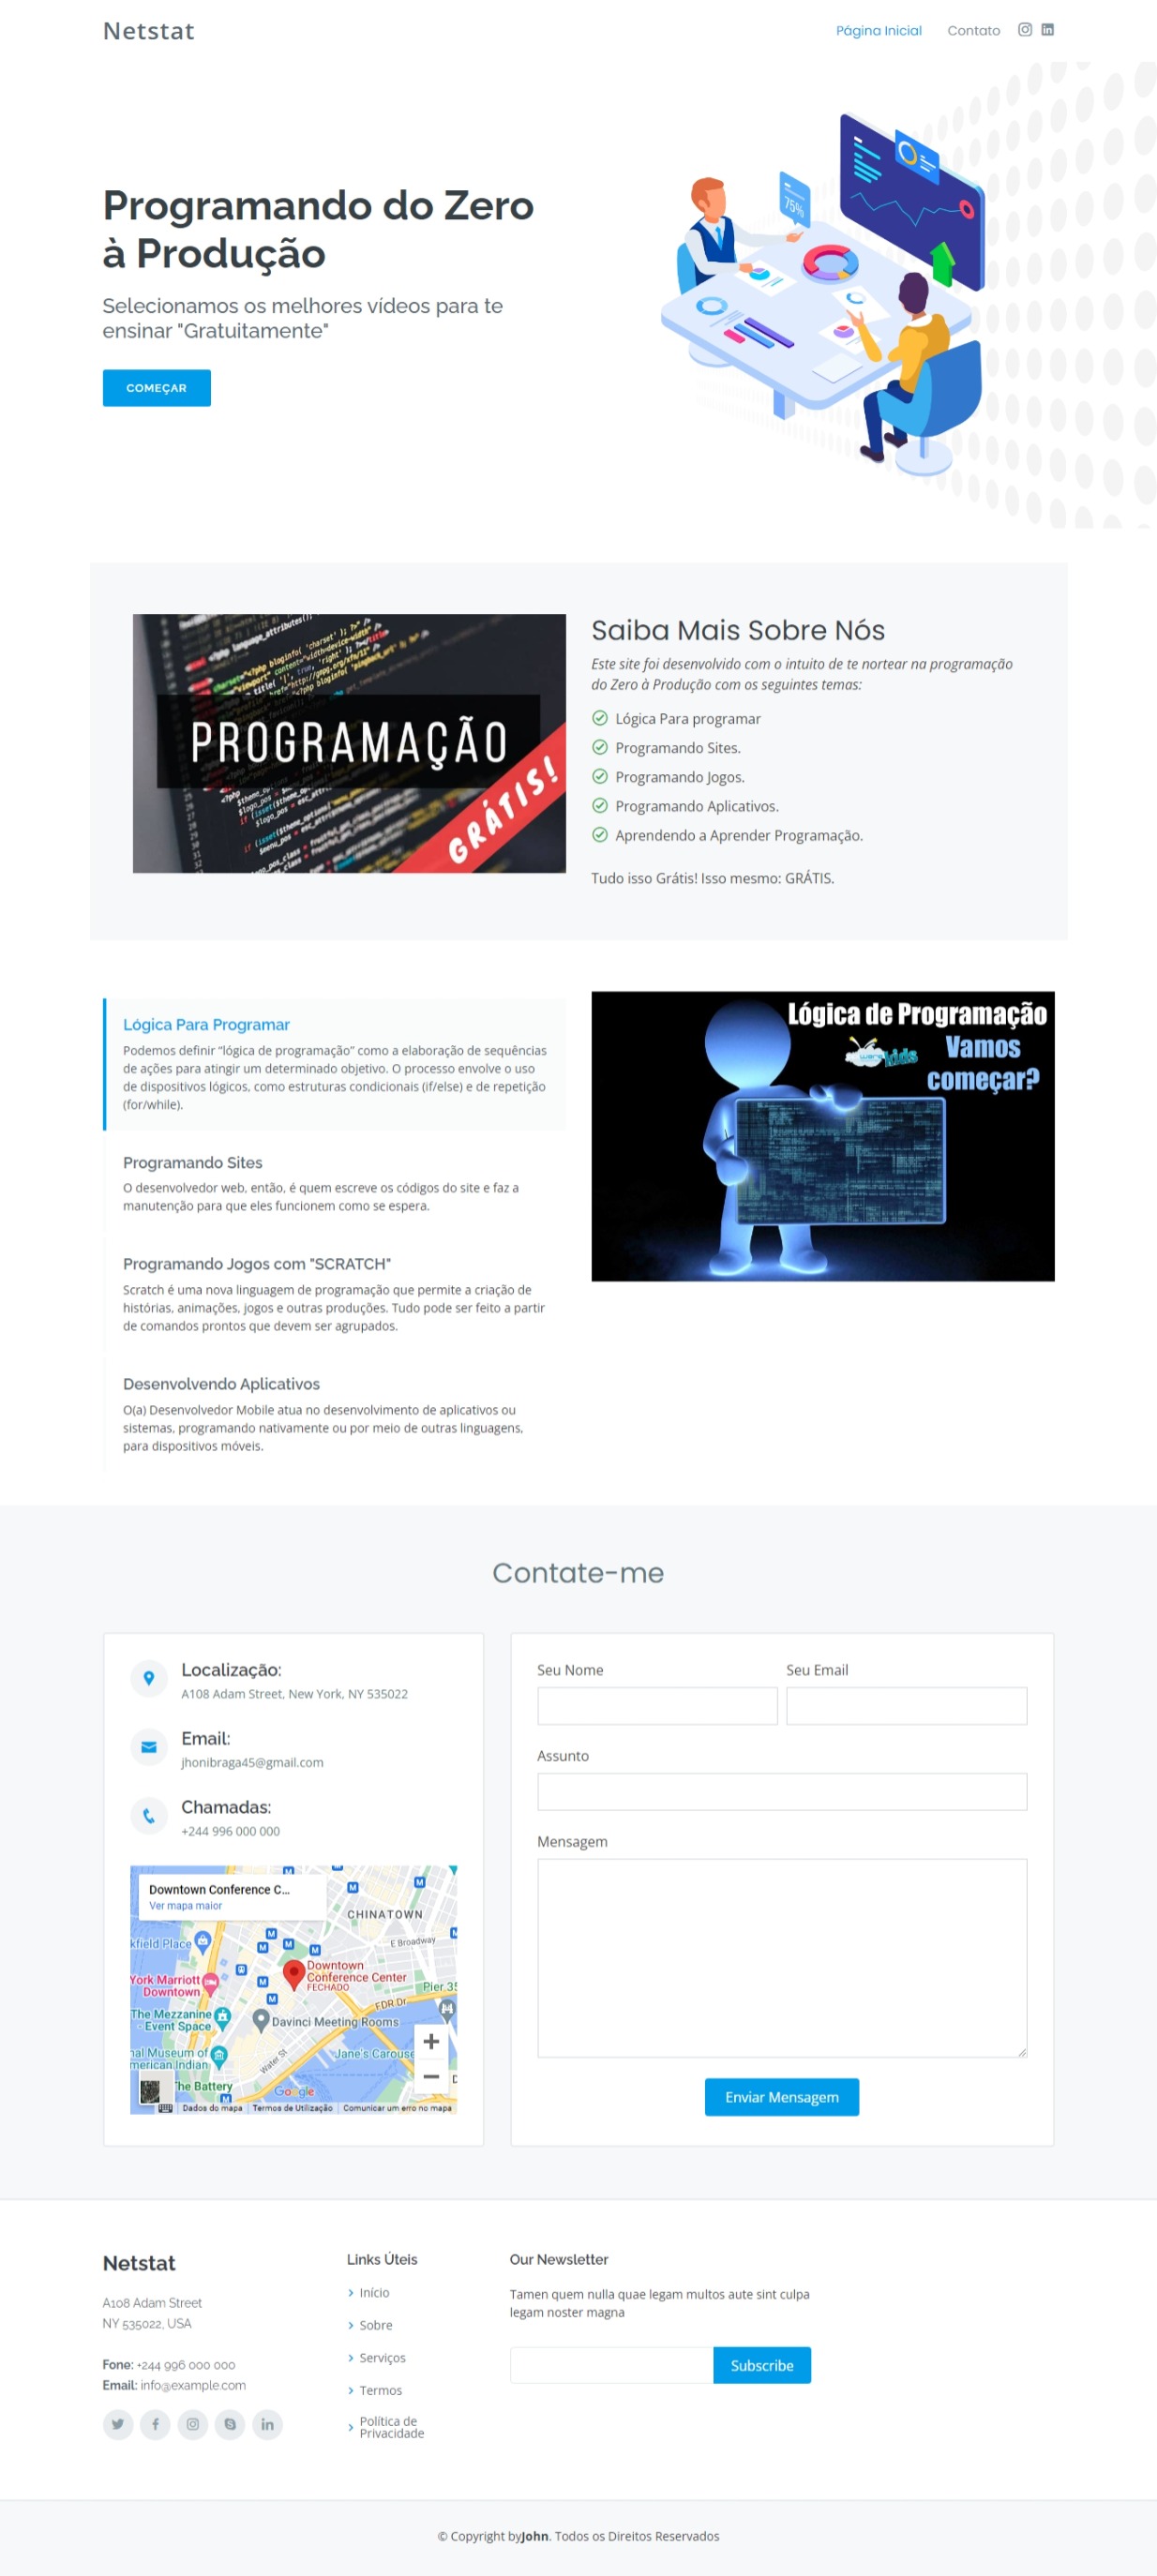 Netstat
Página Inicial
Contato
Programando do Zero
à Produção
Selecionamos os melhores vídeos para te
ensinar "Gratuitamente"
COMEÇAR
75%
PROGRAMAÇÃO
GRÁTIS!
Saiba Mais Sobre Nós
Este site foi desenvolvido com o intuito de te nortear na programação
do Zero à Produção com os seguintes temas:
Lógica Para programar
Programando Sites.
Programando Jogos.
Programando Aplicativos.
Aprendendo a Aprender Programação.
Tudo isso Grátis! Isso mesmo: GRÁTIS.
Lógica Para Programar
Podemos definir “lógica de programação” como a elaboração de sequências
de ações para atingir um determinado objetivo. O processo envolve o uso
de dispositivos lógicos, como estruturas condicionais (if/else) e de repetição
(for/while).
Programando Sites
O desenvolvedor web, então, é quem escreve os códigos do site e faz a
manutenção para que eles funcionem como se espera.
Programando Jogos com "SCRATCH"
Scratch é uma nova linguagem de programação que permite a criação de
histórias, animações, jogos e outras produções. Tudo pode ser feito a partir
de comandos prontos que devem ser agrupados.
Desenvolvendo Aplicativos
O(a) Desenvolvedor Mobile atua no desenvolvimento de aplicativos ou
sistemas, programando nativamente ou por meio de outras linguagens,
para dispositivos móveis.
Lógica de Programação
kids
Vamos
começar?
Contate-me
Localização:
A108 Adam Street, New York, NY 535022
Email:
jhonibraga45@gmail.com
Chamadas:
+244 996 000 000
Downtown Conference C...
Ver mapa maior
CHINATOWN
E Broadway
kfield Place
Downtown
Conference Center
FECHADO
York Marriott
Downtown
Pier 35
FDR Dr
The Mezzanine
- Event Space
Davinci Meeting Rooms
nal Museum of
merican Indian
Water St
Jane's Carouse
The Battery
Google
Dados do mapa
Termos de Utilização
Comunicar um erro no mapa
Seu Nome
Seu Email
Assunto
Mensagem
Enviar Mensagem
Netstat
A108 Adam Street
NY 535022, USA
Fone: +244 996 000 000
Email: info@example.com
Links Úteis
Início
Sobre
Serviços
Termos
Política de
Privacidade
Our Newsletter
Tamen quem nulla quae legam multos aute sint culpa
legam noster magna
Subscribe
© Copyright byJohn. Todos os Direitos Reservados